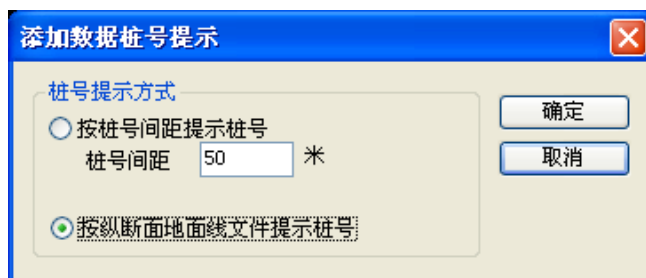 添加数据桩号提示
桩号提示方式
按桩号间距提示桩号
桩号间距 50 米
按纵断面地面线文件提示桩号
确定
取消